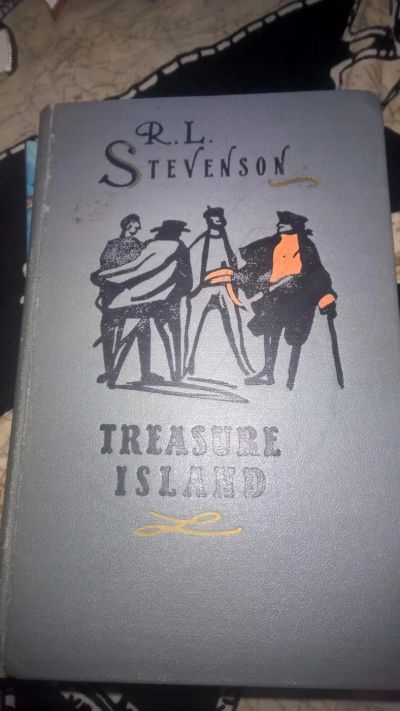 R. L.
STEVENSON
TREASURE
ISLAND